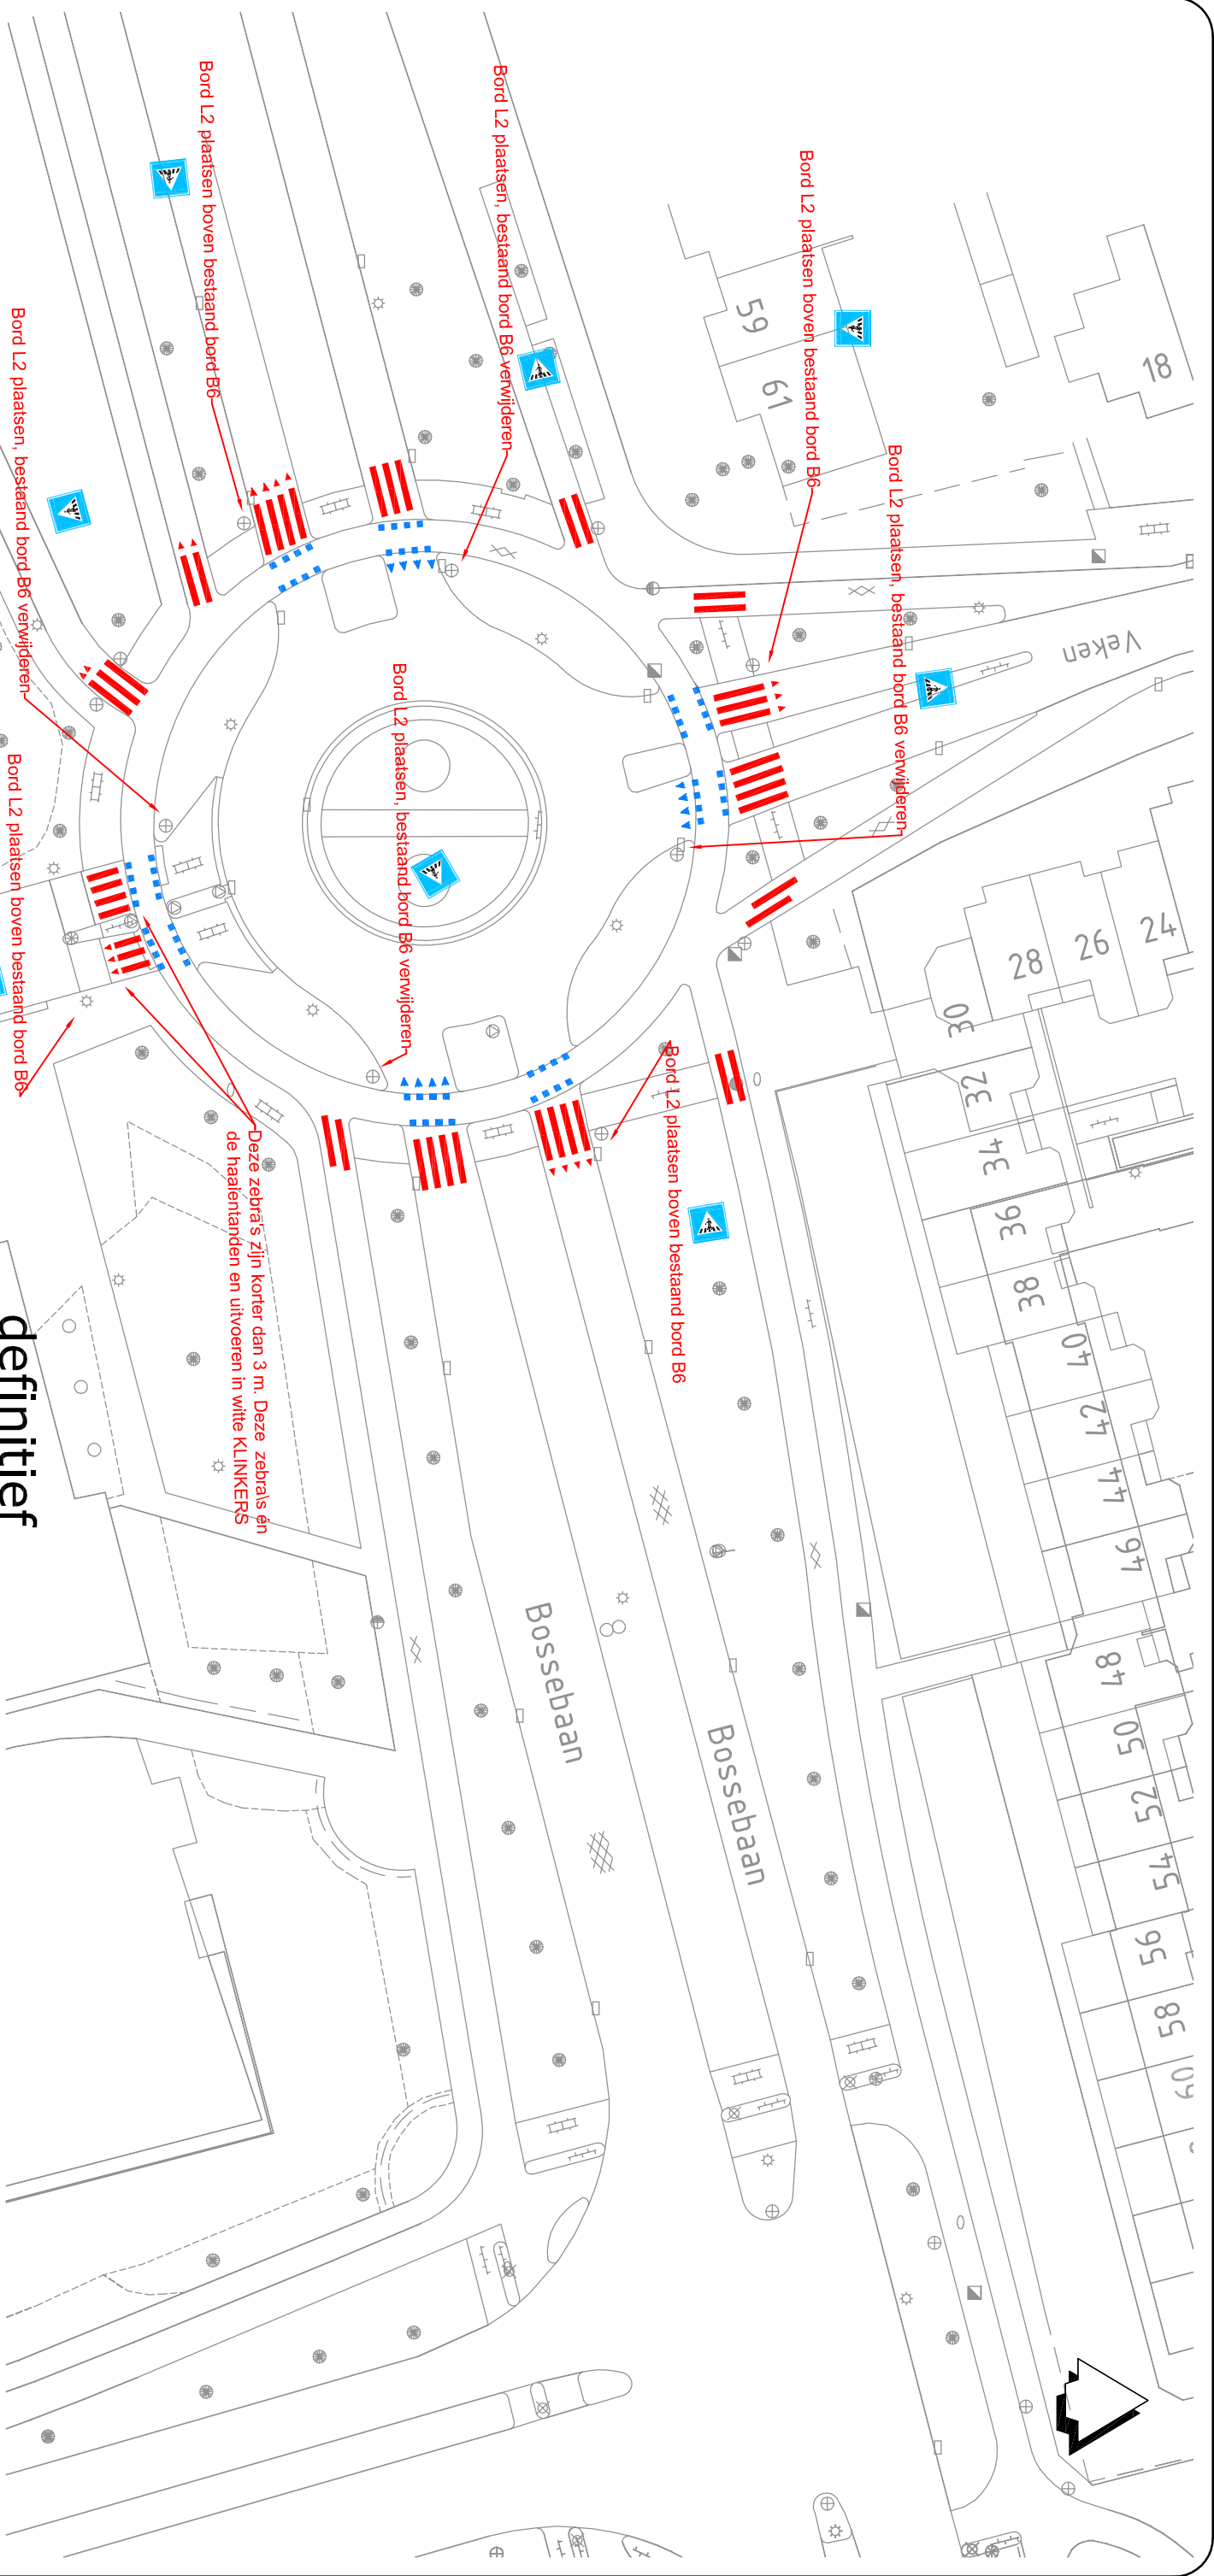 Bord L2 plaatsen boven bestaand bord B6
Bord L2 plaatsen, bestaand bord B6 verwijderen
Bord L2 plaatsen boven bestaand bord B6
Bord L2 plaatsen, bestaand bord B6 verwijderen
Bord L2 plaatsen, bestaand bord B6 verwijderen
Bord L2 plaatsen, bestaand bord B6 verwijderen
Bord L2 plaatsen boven bestaand bord B6
Bord L2 plaatsen boven bestaand bord B6
Deze zebra's zijn korter dan 3 m. Deze zebra's én
de haaientanden en uitvoeren in witte KLINKERS
definitief
Veken
Bossebaan
Bossebaan
59
61
18
24
26
28
30
32
34
36
38
40
42
44
46
48
50
52
54
56
58
60